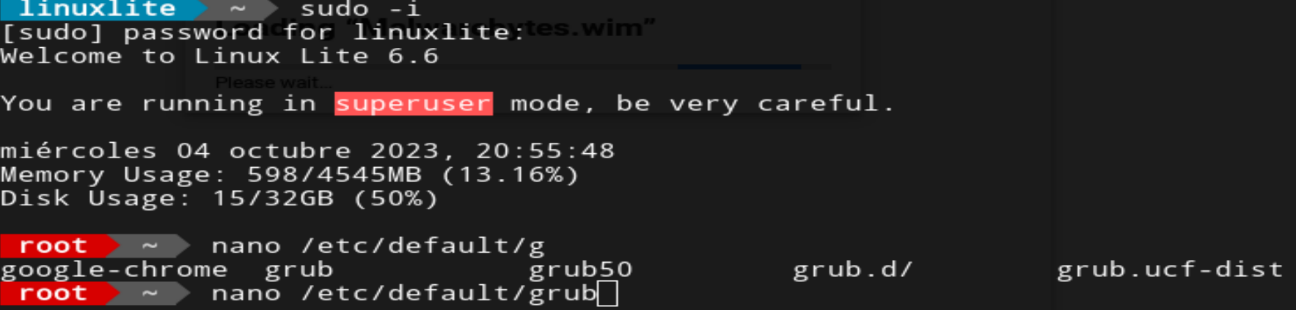 linuxlite ~ sudo -i
[sudo] password for linuxlite:
Welcome to Linux Lite 6.6
Please wait...
You are running in superuser mode, be very careful.
miércoles 04 octubre 2023, 20:55:48
Memory Usage: 598/4545MB (13.16%)
Disk Usage: 15/32GB (50%)
root ~ nano /etc/default/g
google-chrome grub grub50 grub.d/ grub.ucf-dist
root ~ nano /etc/default/grub